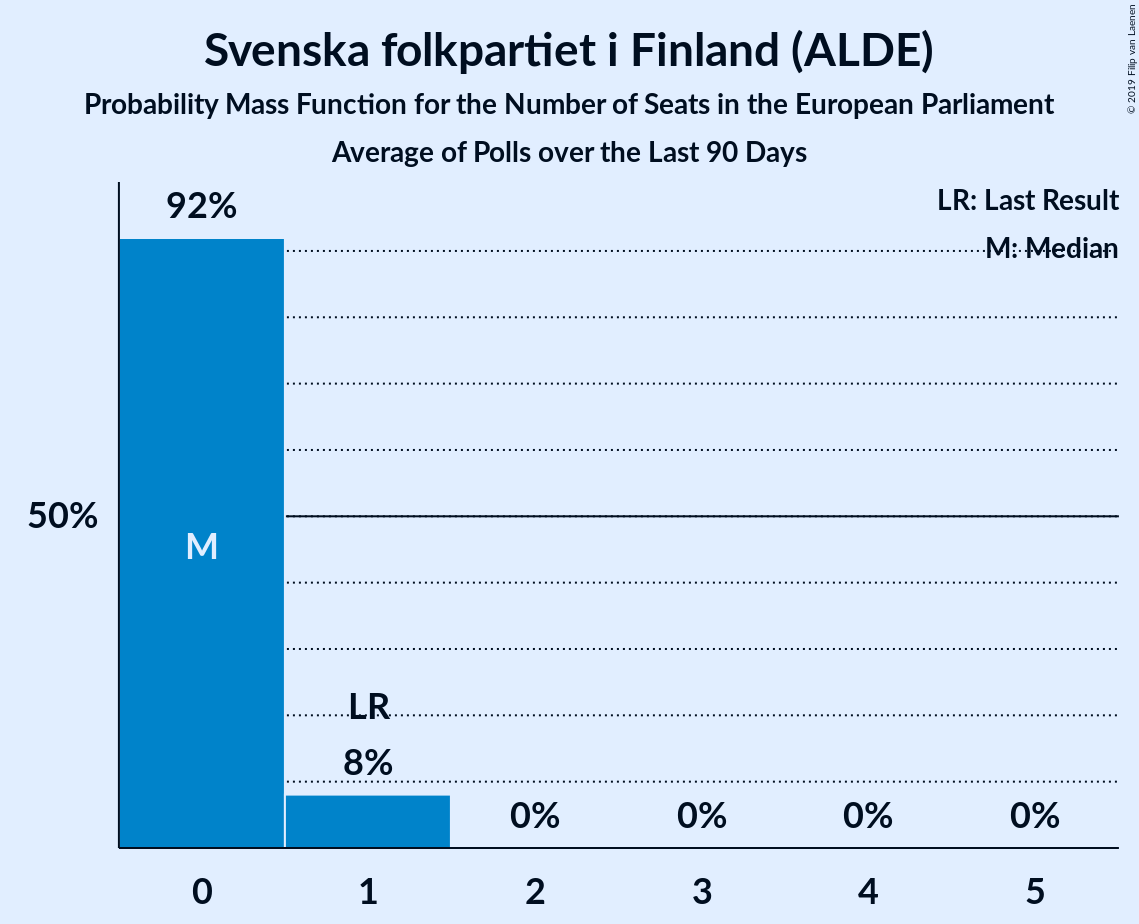 Svenska folkpartiet i Finland (ALDE)
Probability Mass Function for the Number of Seats in the European Parliament
Average of Polls over the Last 90 Days
© 2019 Filip van Laenen
LR: Last Result
M: Median
92%
50%
M
LR
8%
0%
0%
0%
0%
0
1
2
3
4
5